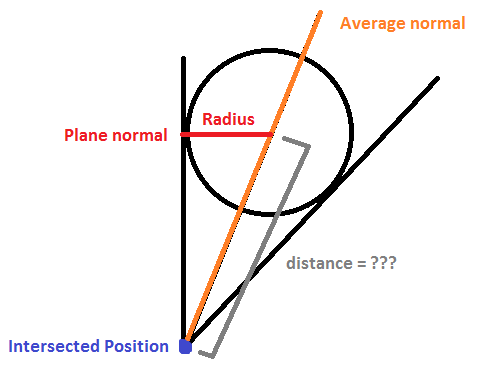 Average normal
Radius
Plane normal
distance = ???
Intersected Position